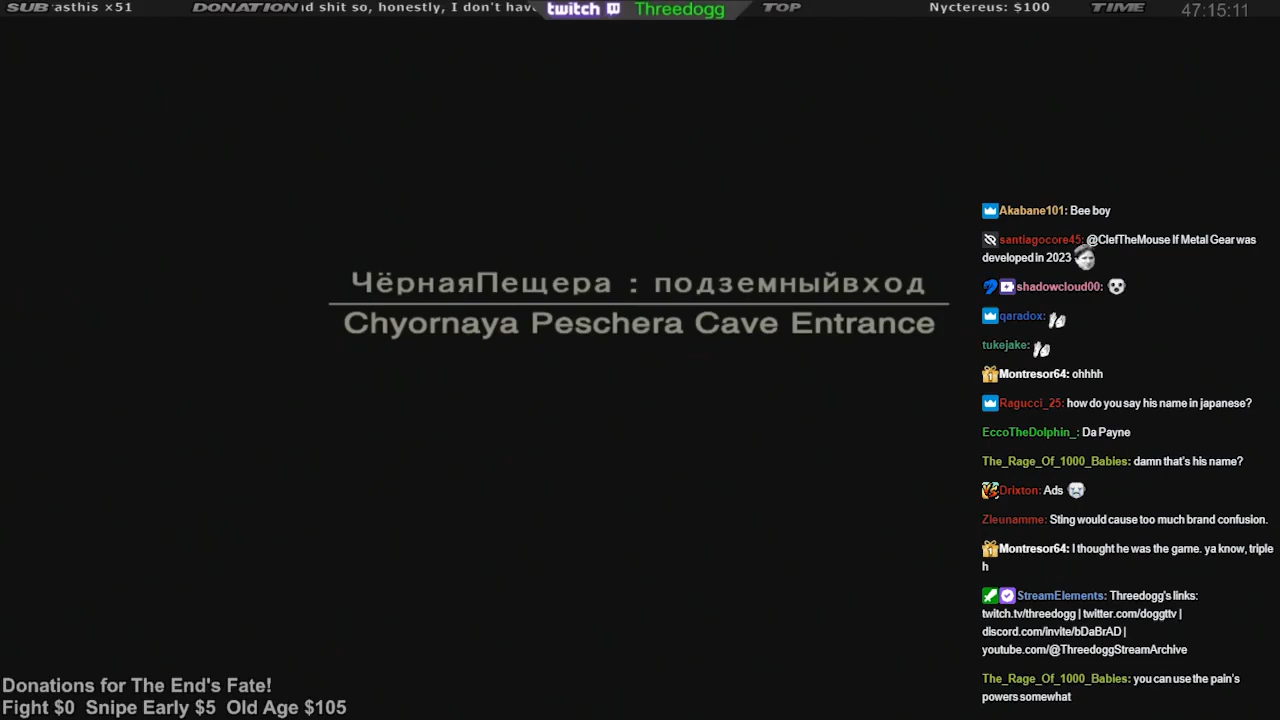 SUB asthis ×51 DONATION id shit so, honestly, I don't hav twitch Threedogg TOP Nyctereus: $100 TIME 47:15:11
ЧёрнаяПещера : подземныйвход
Chyornaya Peschera Cave Entrance
Akabane101: Bee boy
santiagocore45: @ClefTheMouse If Metal Gear was
developed in 2023
shadowcloud00:
qaradox:
tukejake:
Montresor64: ohhhh
Ragucci_25: how do you say his name in japanese?
EccoTheDolphin_: Da Payne
The_Rage_Of_1000_Babies: damn that's his name?
Drixton: Ads
Zleunamme: Sting would cause too much brand confusion.
Montresor64: I thought he was the game. ya know, triple
h
StreamElements: Threedogg's links:
twitch.tv/threedogg | twitter.com/doggttv |
discord.com/invite/bDaBrAD |
youtube.com/@ThreedoggStreamArchive
The_Rage_Of_1000_Babies: you can use the pain's
powers somewhat
Donations for The End's Fate!
Fight $0 Snipe Early $5 Old Age $105